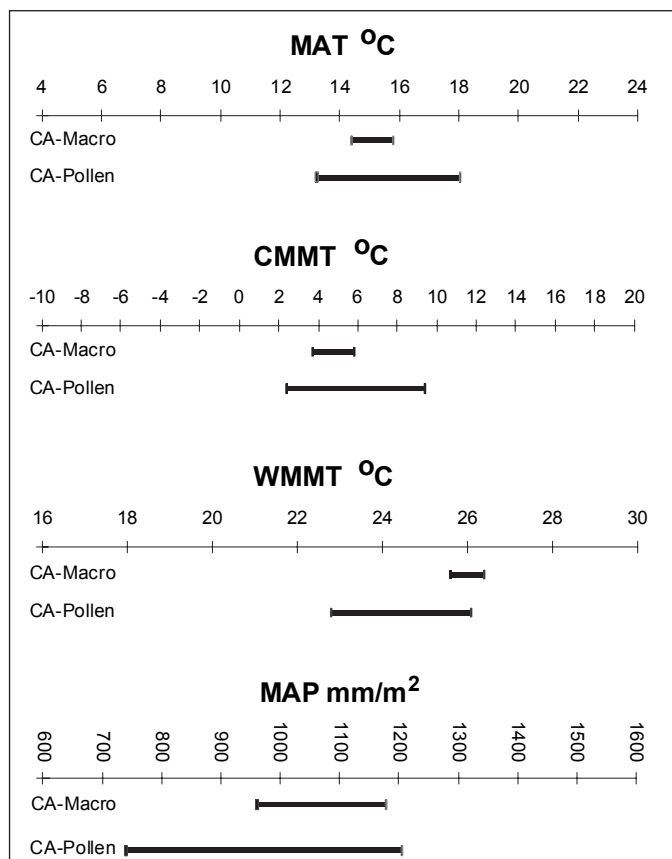 MAT °C
4 6 8 10 12 14 16 18 20 22 24
CA-Macro
CA-Pollen
CMMT °C
-10 -8 -6 -4 -2 0 2 4 6 8 10 12 14 16 18 20
CA-Macro
CA-Pollen
WMMT °C
16 18 20 22 24 26 28 30
CA-Macro
CA-Pollen
MAP mm/m²
600 700 800 900 1000 1100 1200 1300 1400 1500 1600
CA-Macro
CA-Pollen